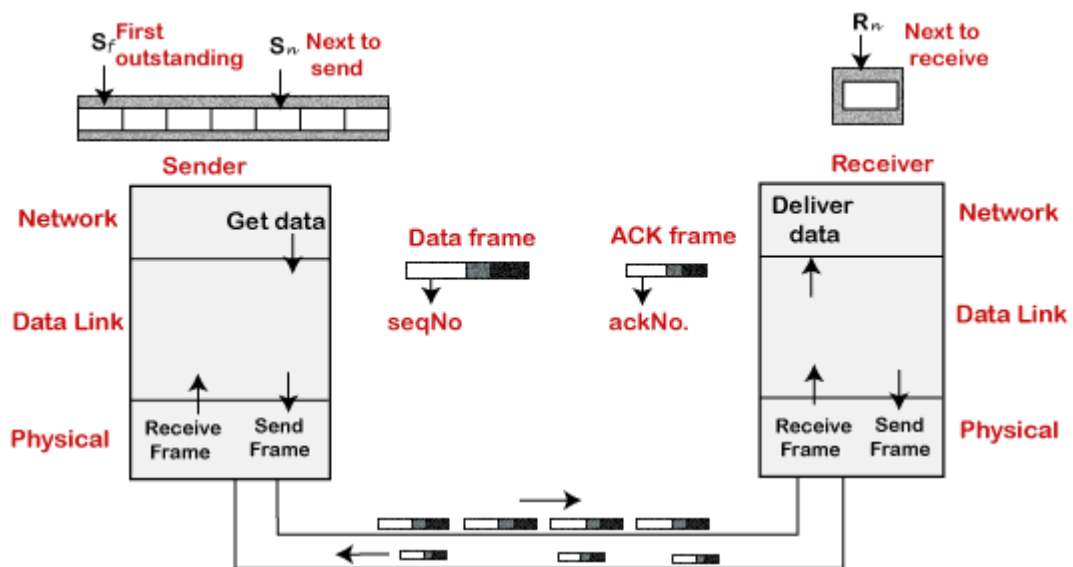 Sf First outstanding
Sn Next to send
Rn Next to receive
Sender
Receiver
Network
Get data
Data frame
ACK frame
Deliver data
Network
Data Link
seqNo
ackNo.
Data Link
Physical
Receive Frame
Send Frame
Receive Frame
Send Frame
Physical